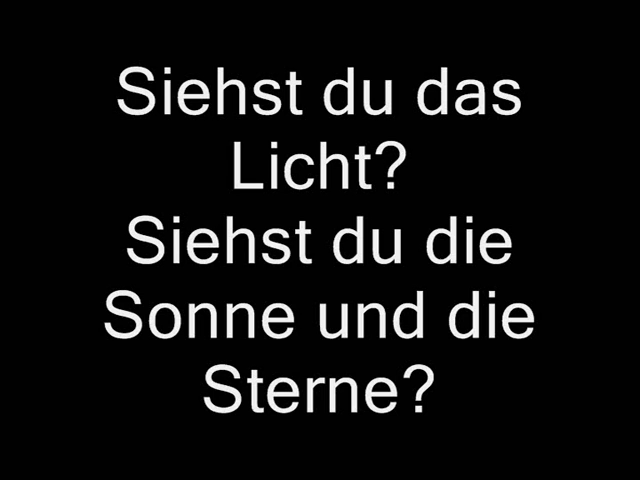 Siehst du das
Licht?
Siehst du die
Sonne und die
Sterne?